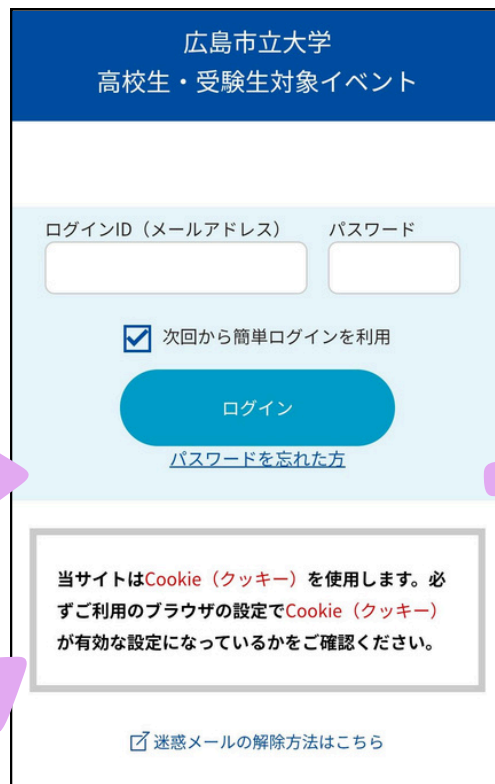 広島市立大学
高校生・受験生対象イベント
ログインID（メールアドレス） パスワード
次回から簡単ログインを利用
ログイン
パスワードを忘れた方
当サイトはCookie（クッキー）を使用します。必
ずご利用のブラウザの設定でCookie（クッキー）
が有効な設定になっているかをご確認ください。
迷惑メールの解除方法はこちら